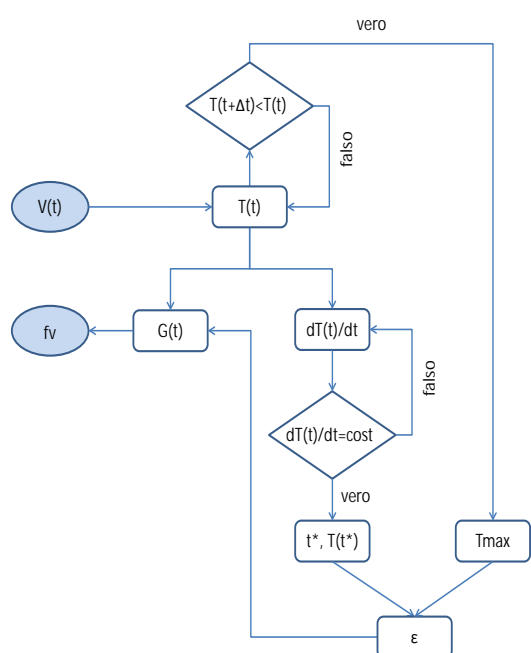 vero
T(t+Δt)<T(t)
falso
V(t)
T(t)
fv
G(t)
dT(t)/dt
falso
dT(t)/dt=cost
vero
t*, T(t*)
Tmax
ε